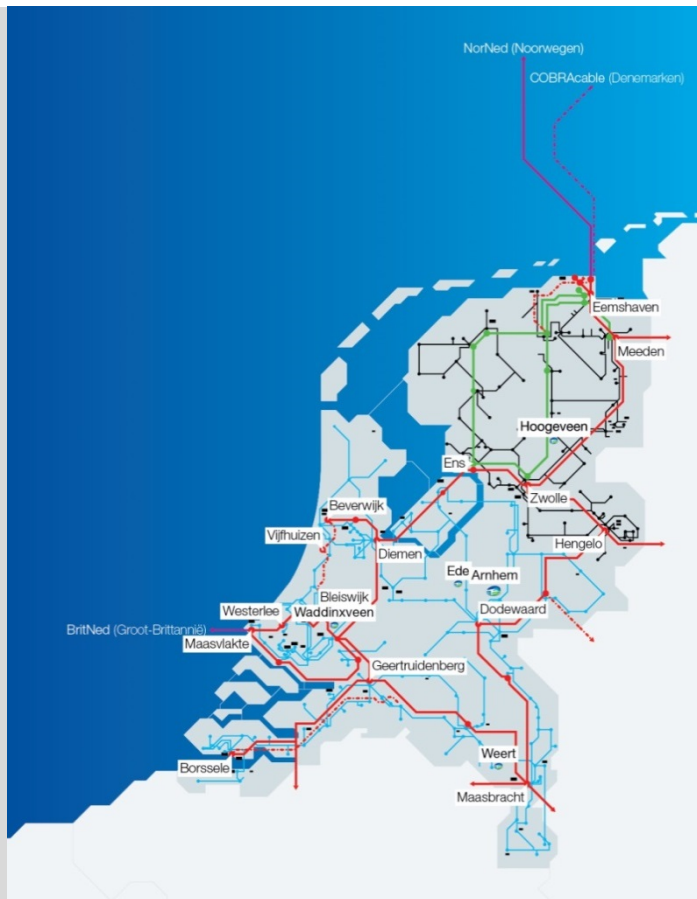 NorNed (Noorwegen)
COBRAcable (Denemarken)
Eemshaven
Meeden
Hoogeveen
Ens
Zwolle
Beverwijk
Vijfhuizen
Diemen
Hengelo
Ede
Arnhem
Bleiswijk
Westerlee
Waddinxveen
Dodewaard
BritNed (Groot-Brittannië)
Maasvlakte
Geertruidenberg
Weert
Borssele
Maasbracht